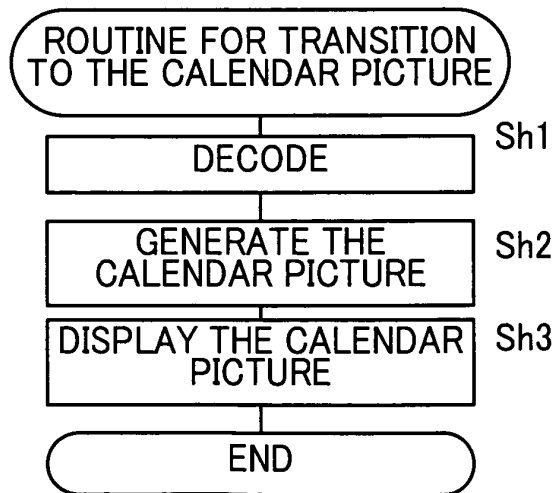 ROUTINE FOR TRANSITION
TO THE CALENDAR PICTURE
Sh1
DECODE
GENERATE THE
CALENDAR PICTURE
Sh2
DISPLAY THE CALENDAR
PICTURE
Sh3
END